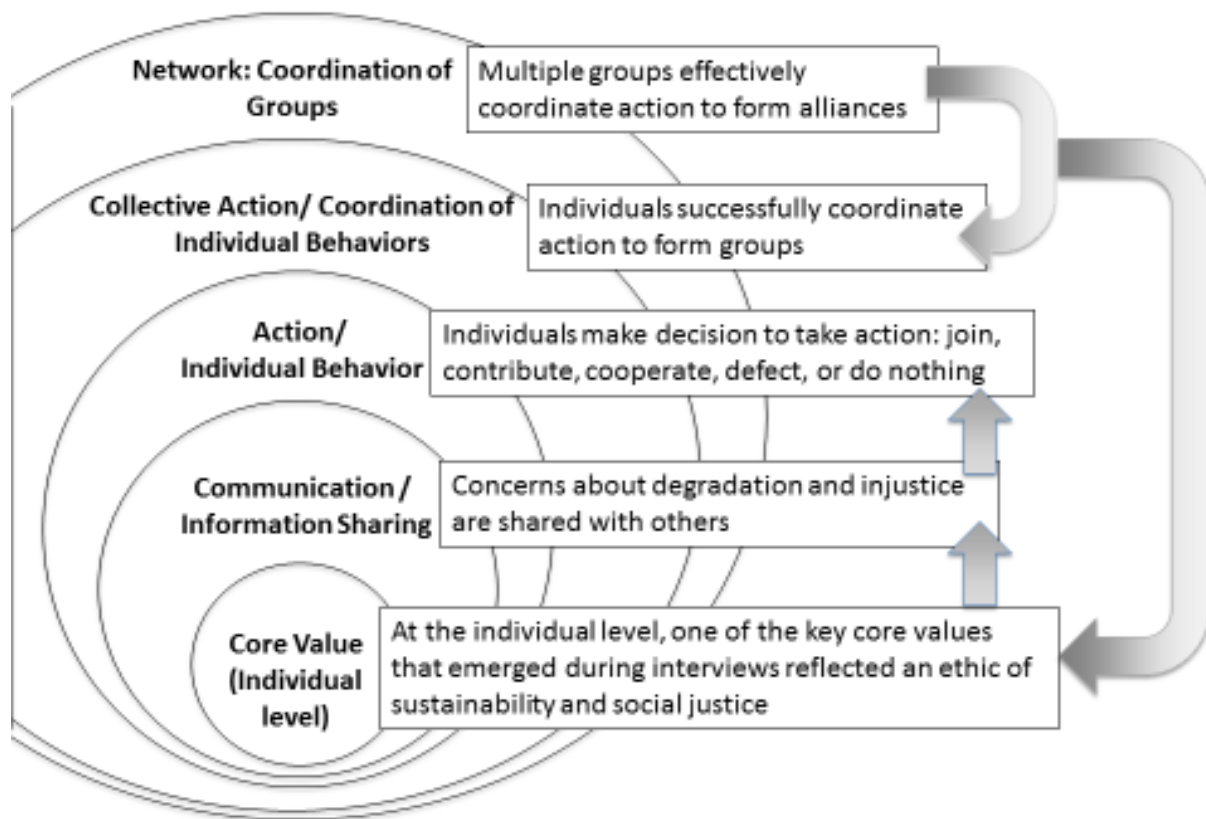 Network: Coordination of
Groups
Multiple groups effectively
coordinate action to form alliances
Collective Action/ Coordination of
Individual Behaviors
Individuals successfully coordinate
action to form groups
Action/
Individual Behavior
Individuals make decision to take action: join,
contribute, cooperate, defect, or do nothing
Communication /
Information Sharing
Concerns about degradation and injustice
are shared with others
Core Value
(Individual
level)
At the individual level, one of the key core values
that emerged during interviews reflected an ethic of
sustainability and social justice